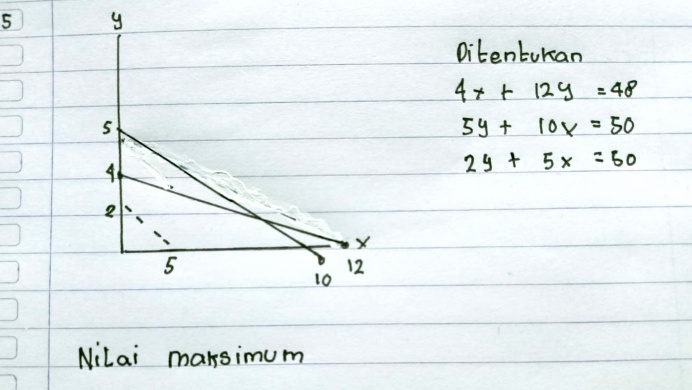 5
y
5
4
2
5
10
12
x
Ditentukan
4x + 12y = 48
5y + 10x = 50
2y + 5x = 50
Nilai maksimum